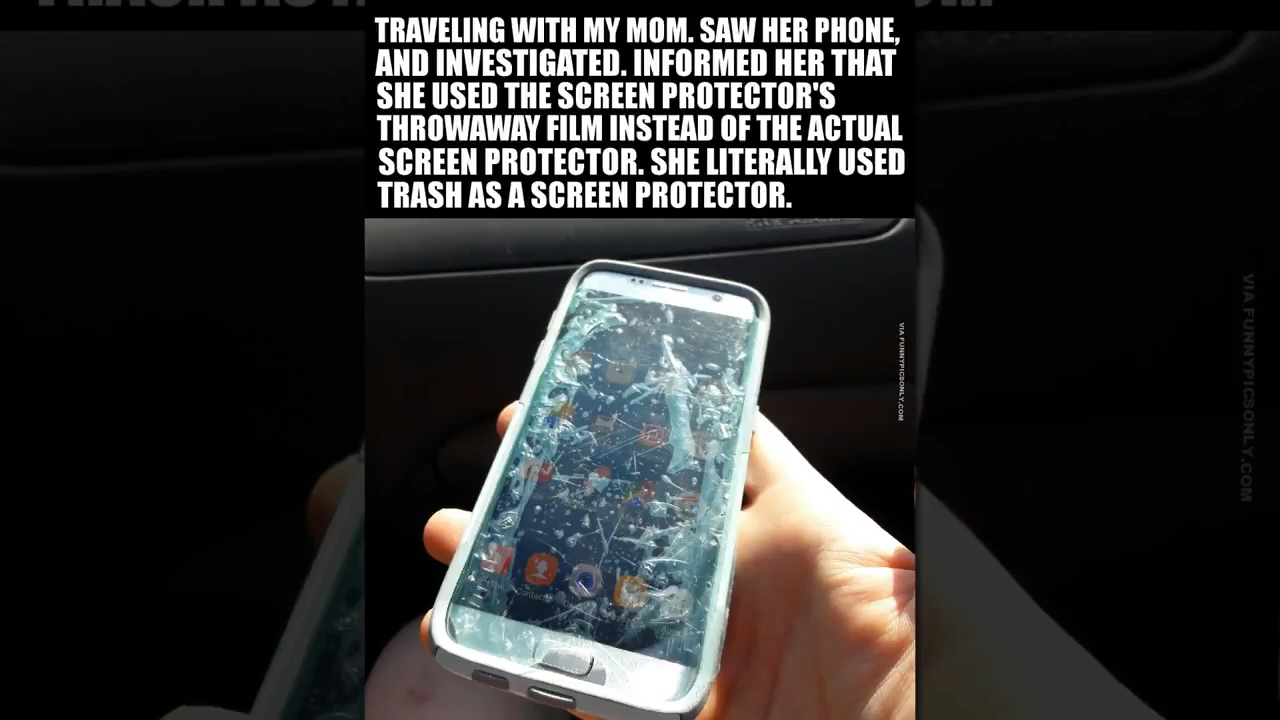 TRAVELING WITH MY MOM. SAW HER PHONE,
AND INVESTIGATED. INFORMED HER THAT
SHE USED THE SCREEN PROTECTOR'S
THROWAWAY FILM INSTEAD OF THE ACTUAL
SCREEN PROTECTOR. SHE LITERALLY USED
TRASH AS A SCREEN PROTECTOR.
VIA FUNNYPICSONLY.COM
VIA FUNNYPICSONLY.COM
Contacts